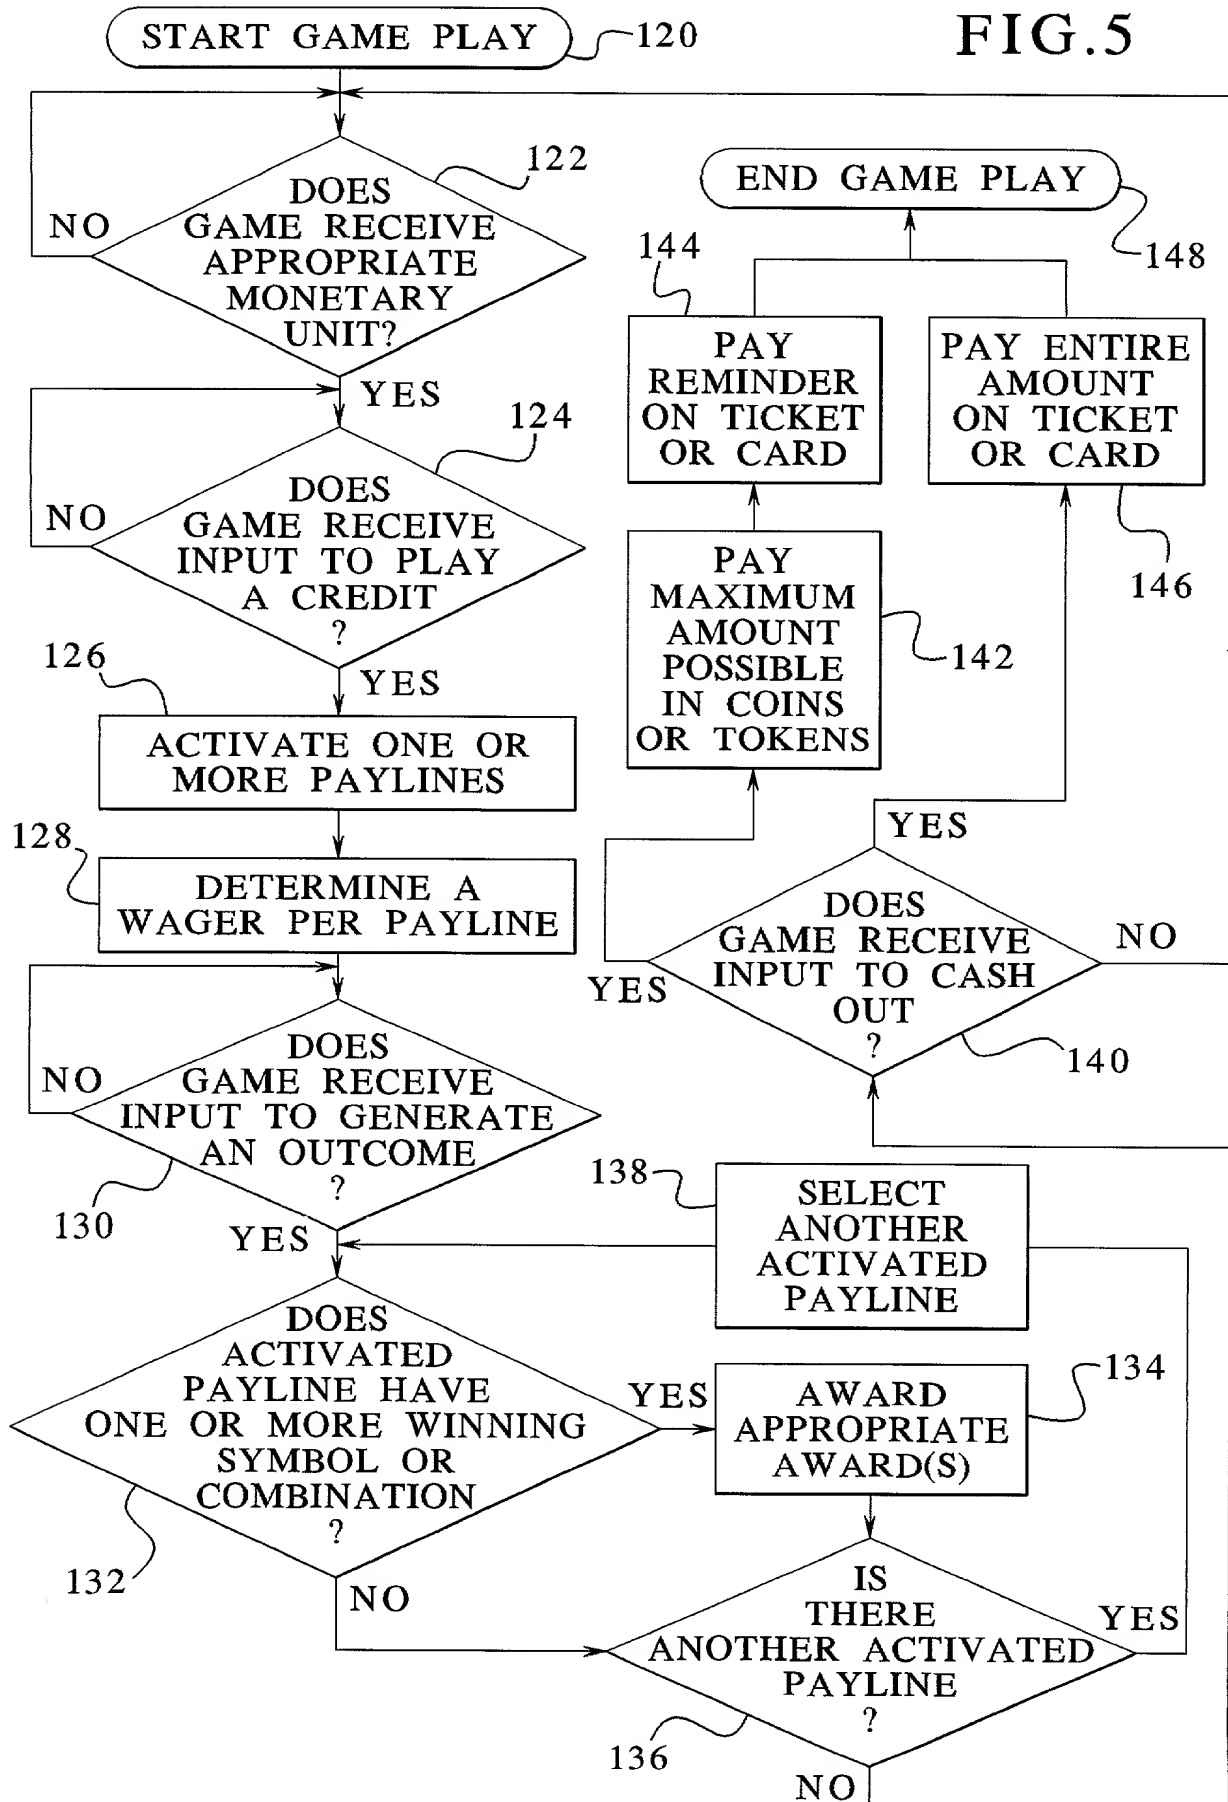 START GAME PLAY
120
FIG.5
122
DOES
GAME RECEIVE
APPROPRIATE
MONETARY
UNIT?
NO
YES
124
DOES
GAME RECEIVE
INPUT TO PLAY
A CREDIT
?
NO
YES
126
ACTIVATE ONE OR
MORE PAYLINES
128
DETERMINE A
WAGER PER PAYLINE
DOES
GAME RECEIVE
INPUT TO GENERATE
AN OUTCOME
?
NO
130
YES
DOES
ACTIVATED
PAYLINE HAVE
ONE OR MORE WINNING
SYMBOL OR
COMBINATION
?
132
YES
NO
134
AWARD
APPROPRIATE
AWARD(S)
IS
THERE
ANOTHER ACTIVATED
PAYLINE
?
136
YES
NO
138
SELECT
ANOTHER
ACTIVATED
PAYLINE
DOES
GAME RECEIVE
INPUT TO CASH
OUT
?
140
NO
YES
YES
PAY
MAXIMUM
AMOUNT
POSSIBLE
IN COINS
OR TOKENS
142
144
PAY
REMINDER
ON TICKET
OR CARD
PAY ENTIRE
AMOUNT
ON TICKET
OR CARD
146
END GAME PLAY
148